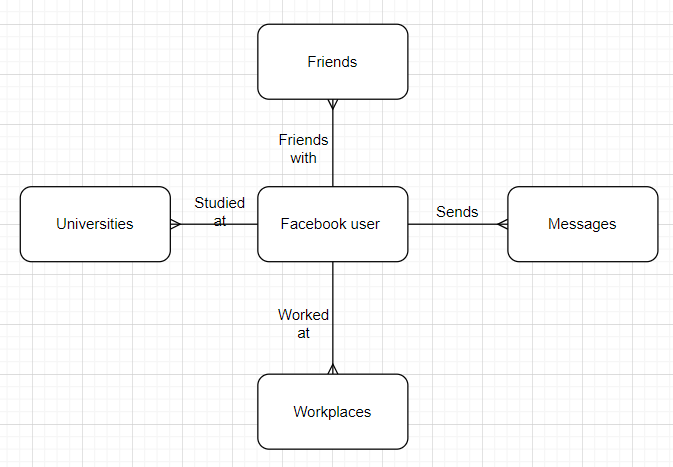 Friends
Friends
with
Universities
Studied
at
Facebook user
Sends
Messages
Worked
at
Workplaces